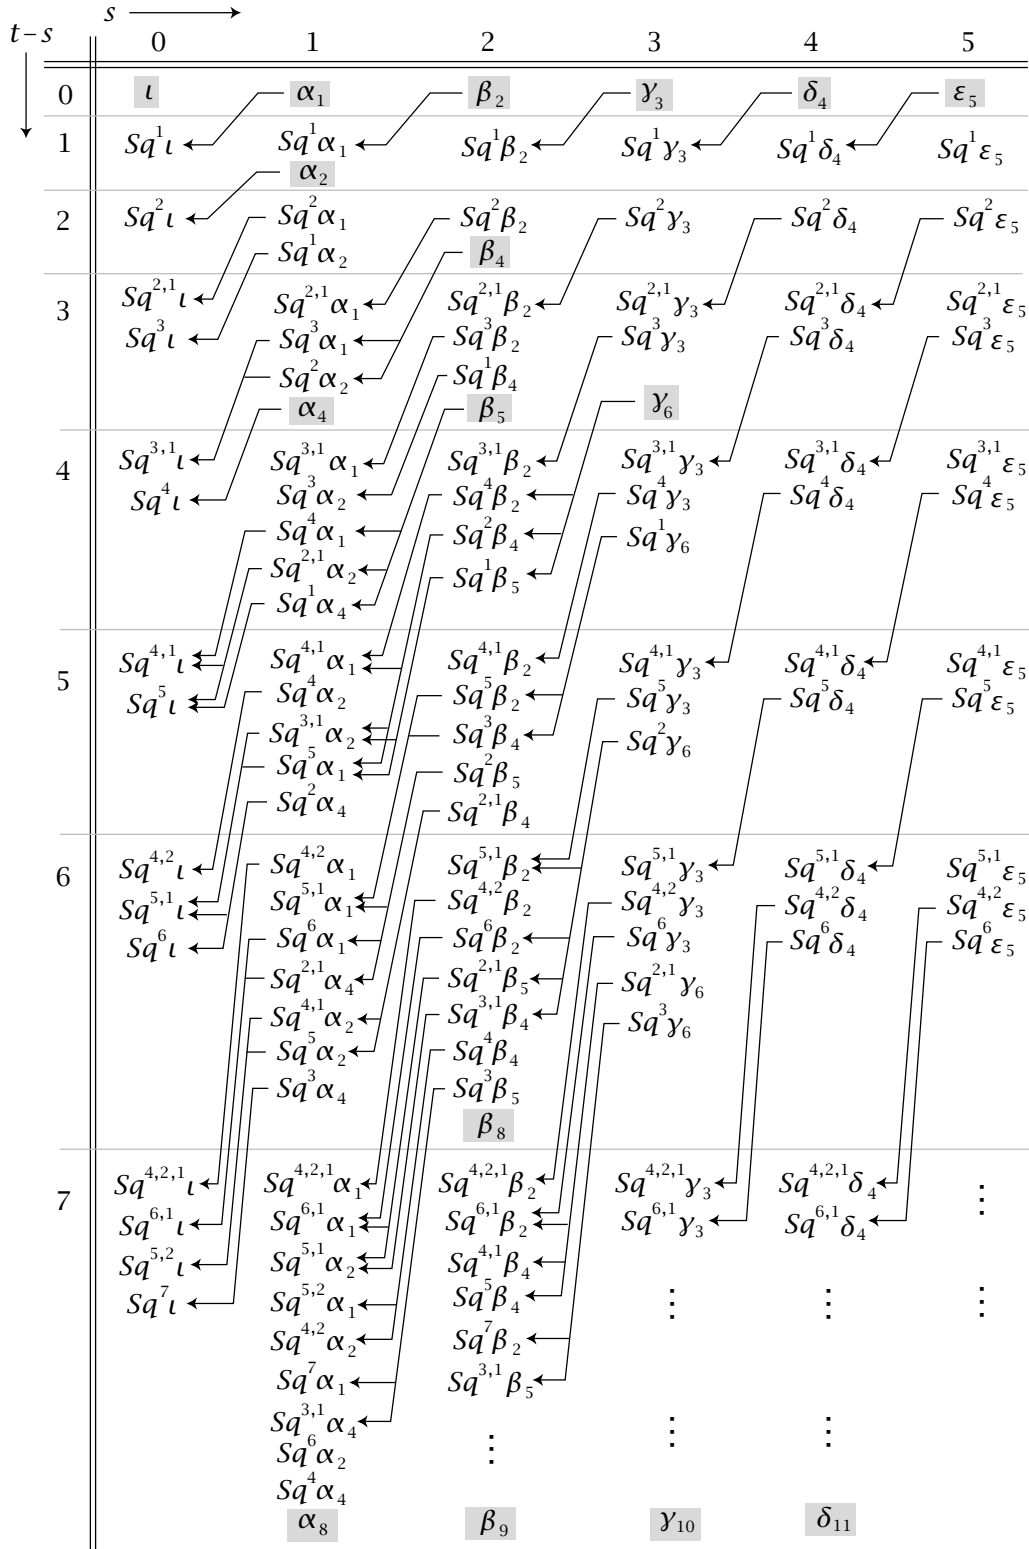 s
t – s
0 1 2 3 4 5
0 ι α₁ β₂ γ₃ δ₄ ε₅
1 Sq¹ι Sq¹α₁ Sq¹β₂ Sq¹γ₃ Sq¹δ₄ Sq¹ε₅
α₂
2 Sq²ι Sq²α₁ Sq²β₂ Sq²γ₃ Sq²δ₄ Sq²ε₅
Sq¹α₂ β₄
3 Sq²,¹ι Sq²,¹α₁ Sq²,¹β₂ Sq²,¹γ₃ Sq²,¹δ₄ Sq²,¹ε₅
Sq³ι Sq³α₁ Sq³β₂ Sq³γ₃ Sq³δ₄ Sq³ε₅
Sq²α₂ Sq¹β₄
α₄ β₅ γ₆
4 Sq³,¹ι Sq³,¹α₁ Sq³,¹β₂ Sq³,¹γ₃ Sq³,¹δ₄ Sq³,¹ε₅
Sq⁴ι Sq³α₂ Sq⁴β₂ Sq⁴γ₃ Sq⁴δ₄ Sq⁴ε₅
Sq⁴α₁ Sq²β₄ Sq¹γ₆
Sq²,¹α₂ Sq¹β₅
Sq¹α₄
5 Sq⁴,¹ι Sq⁴,¹α₁ Sq⁴,¹β₂ Sq⁴,¹γ₃ Sq⁴,¹δ₄ Sq⁴,¹ε₅
Sq⁵ι Sq⁴α₂ Sq⁵β₂ Sq⁵γ₃ Sq⁵δ₄ Sq⁵ε₅
Sq³,¹α₂ Sq³β₄ Sq²γ₆
Sq⁵α₁ Sq²β₅
Sq²α₄ Sq²,¹β₄
6 Sq⁴,²ι Sq⁴,²α₁ Sq⁵,¹β₂ Sq⁵,¹γ₃ Sq⁵,¹δ₄ Sq⁵,¹ε₅
Sq⁵,¹ι Sq⁵,¹α₁ Sq⁴,²β₂ Sq⁴,²γ₃ Sq⁴,²δ₄ Sq⁴,²ε₅
Sq⁶ι Sq⁶α₁ Sq⁶β₂ Sq⁶γ₃ Sq⁶δ₄ Sq⁶ε₅
Sq²,¹α₄ Sq²,¹β₅ Sq²,¹γ₆
Sq⁴,¹α₂ Sq³,¹β₄ Sq³γ₆
Sq⁵α₂ Sq⁴β₄
Sq³α₄ Sq³β₅
β₈
7 Sq⁴,²,¹ι Sq⁴,²,¹α₁ Sq⁴,²,¹β₂ Sq⁴,²,¹γ₃ Sq⁴,²,¹δ₄ ⋮
Sq⁶,¹ι Sq⁶,¹α₁ Sq⁶,¹β₂ Sq⁶,¹γ₃ Sq⁶,¹δ₄
Sq⁵,²ι Sq⁵,¹α₂ Sq⁴,¹β₄
Sq⁷ι Sq⁵,²α₁ Sq⁵β₄ ⋮ ⋮ ⋮
Sq⁴,²α₂ Sq⁷β₂
Sq⁷α₁ Sq³,¹β₅
Sq³,¹α₄ ⋮ ⋮ ⋮
Sq⁶α₂
Sq⁴α₄
α₈ β₉ γ₁₀ δ₁₁